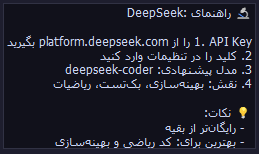 🔬 راهنمای DeepSeek:
1. API Key را از platform.deepseek.com بگیرید
2. کلید را در تنظیمات وارد کنید
3. مدل پیشنهادی: deepseek-coder
4. نقش: بهینه‌سازی، بک‌تست، ریاضیات
💡 نکات:
- رایگان‌تر از بقیه
- بهترین برای: کد ریاضی و بهینه‌سازی